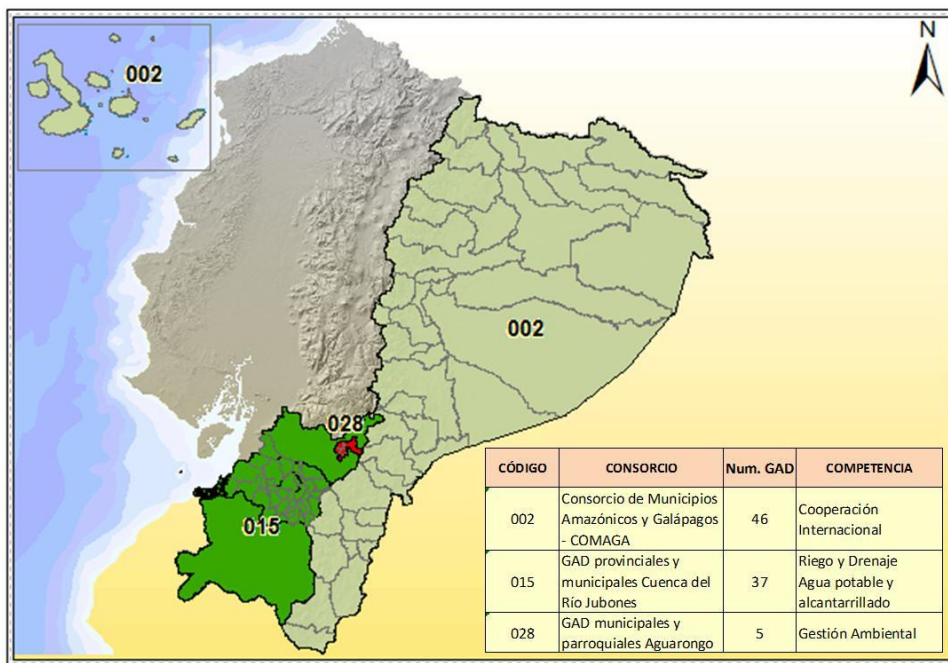 N
002
002
028
015
CÓDIGO CONSORCIO Num. GAD COMPETENCIA
002 Consorcio de Municipios Amazónicos y Galápagos - COMAGA 46 Cooperación Internacional
015 GAD provinciales y municipales Cuenca del Río Jubones 37 Riego y Drenaje Agua potable y alcantarrillado
028 GAD municipales y parroquiales Aguarongo 5 Gestión Ambiental